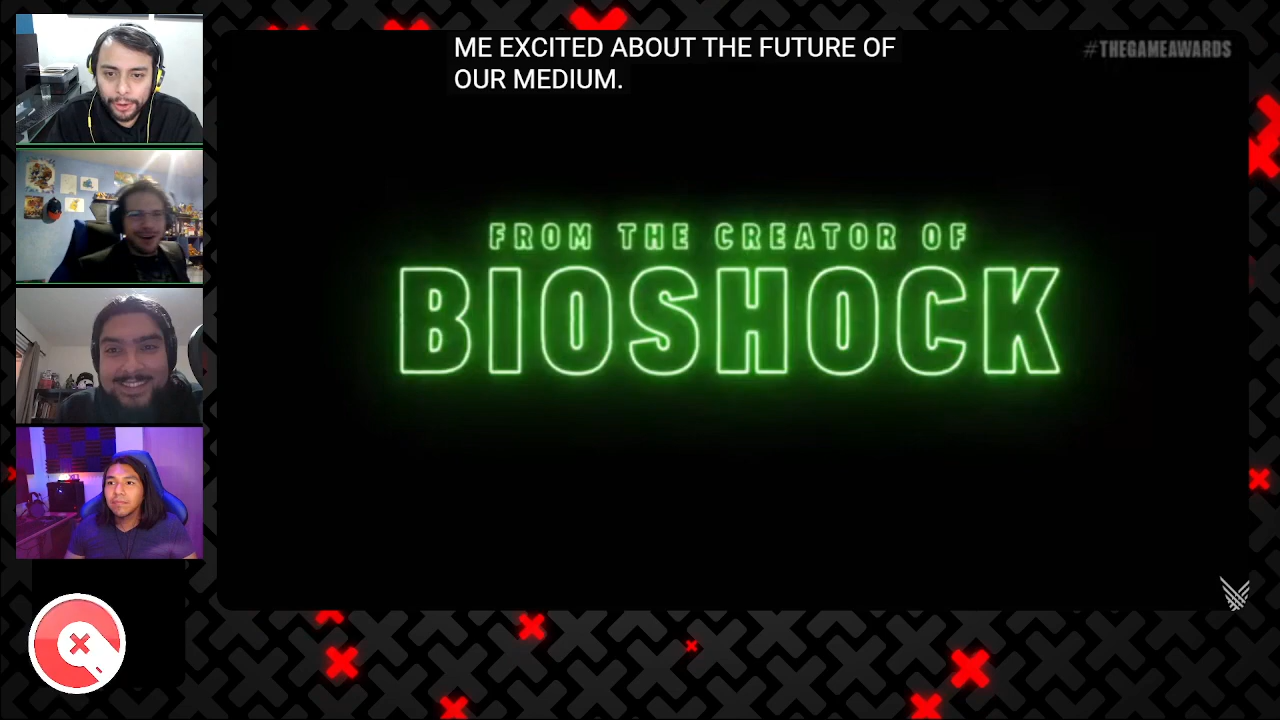 ME EXCITED ABOUT THE FUTURE OF
OUR MEDIUM.
#THEGAMEAWARDS
FROM THE CREATOR OF
BIOSHOCK